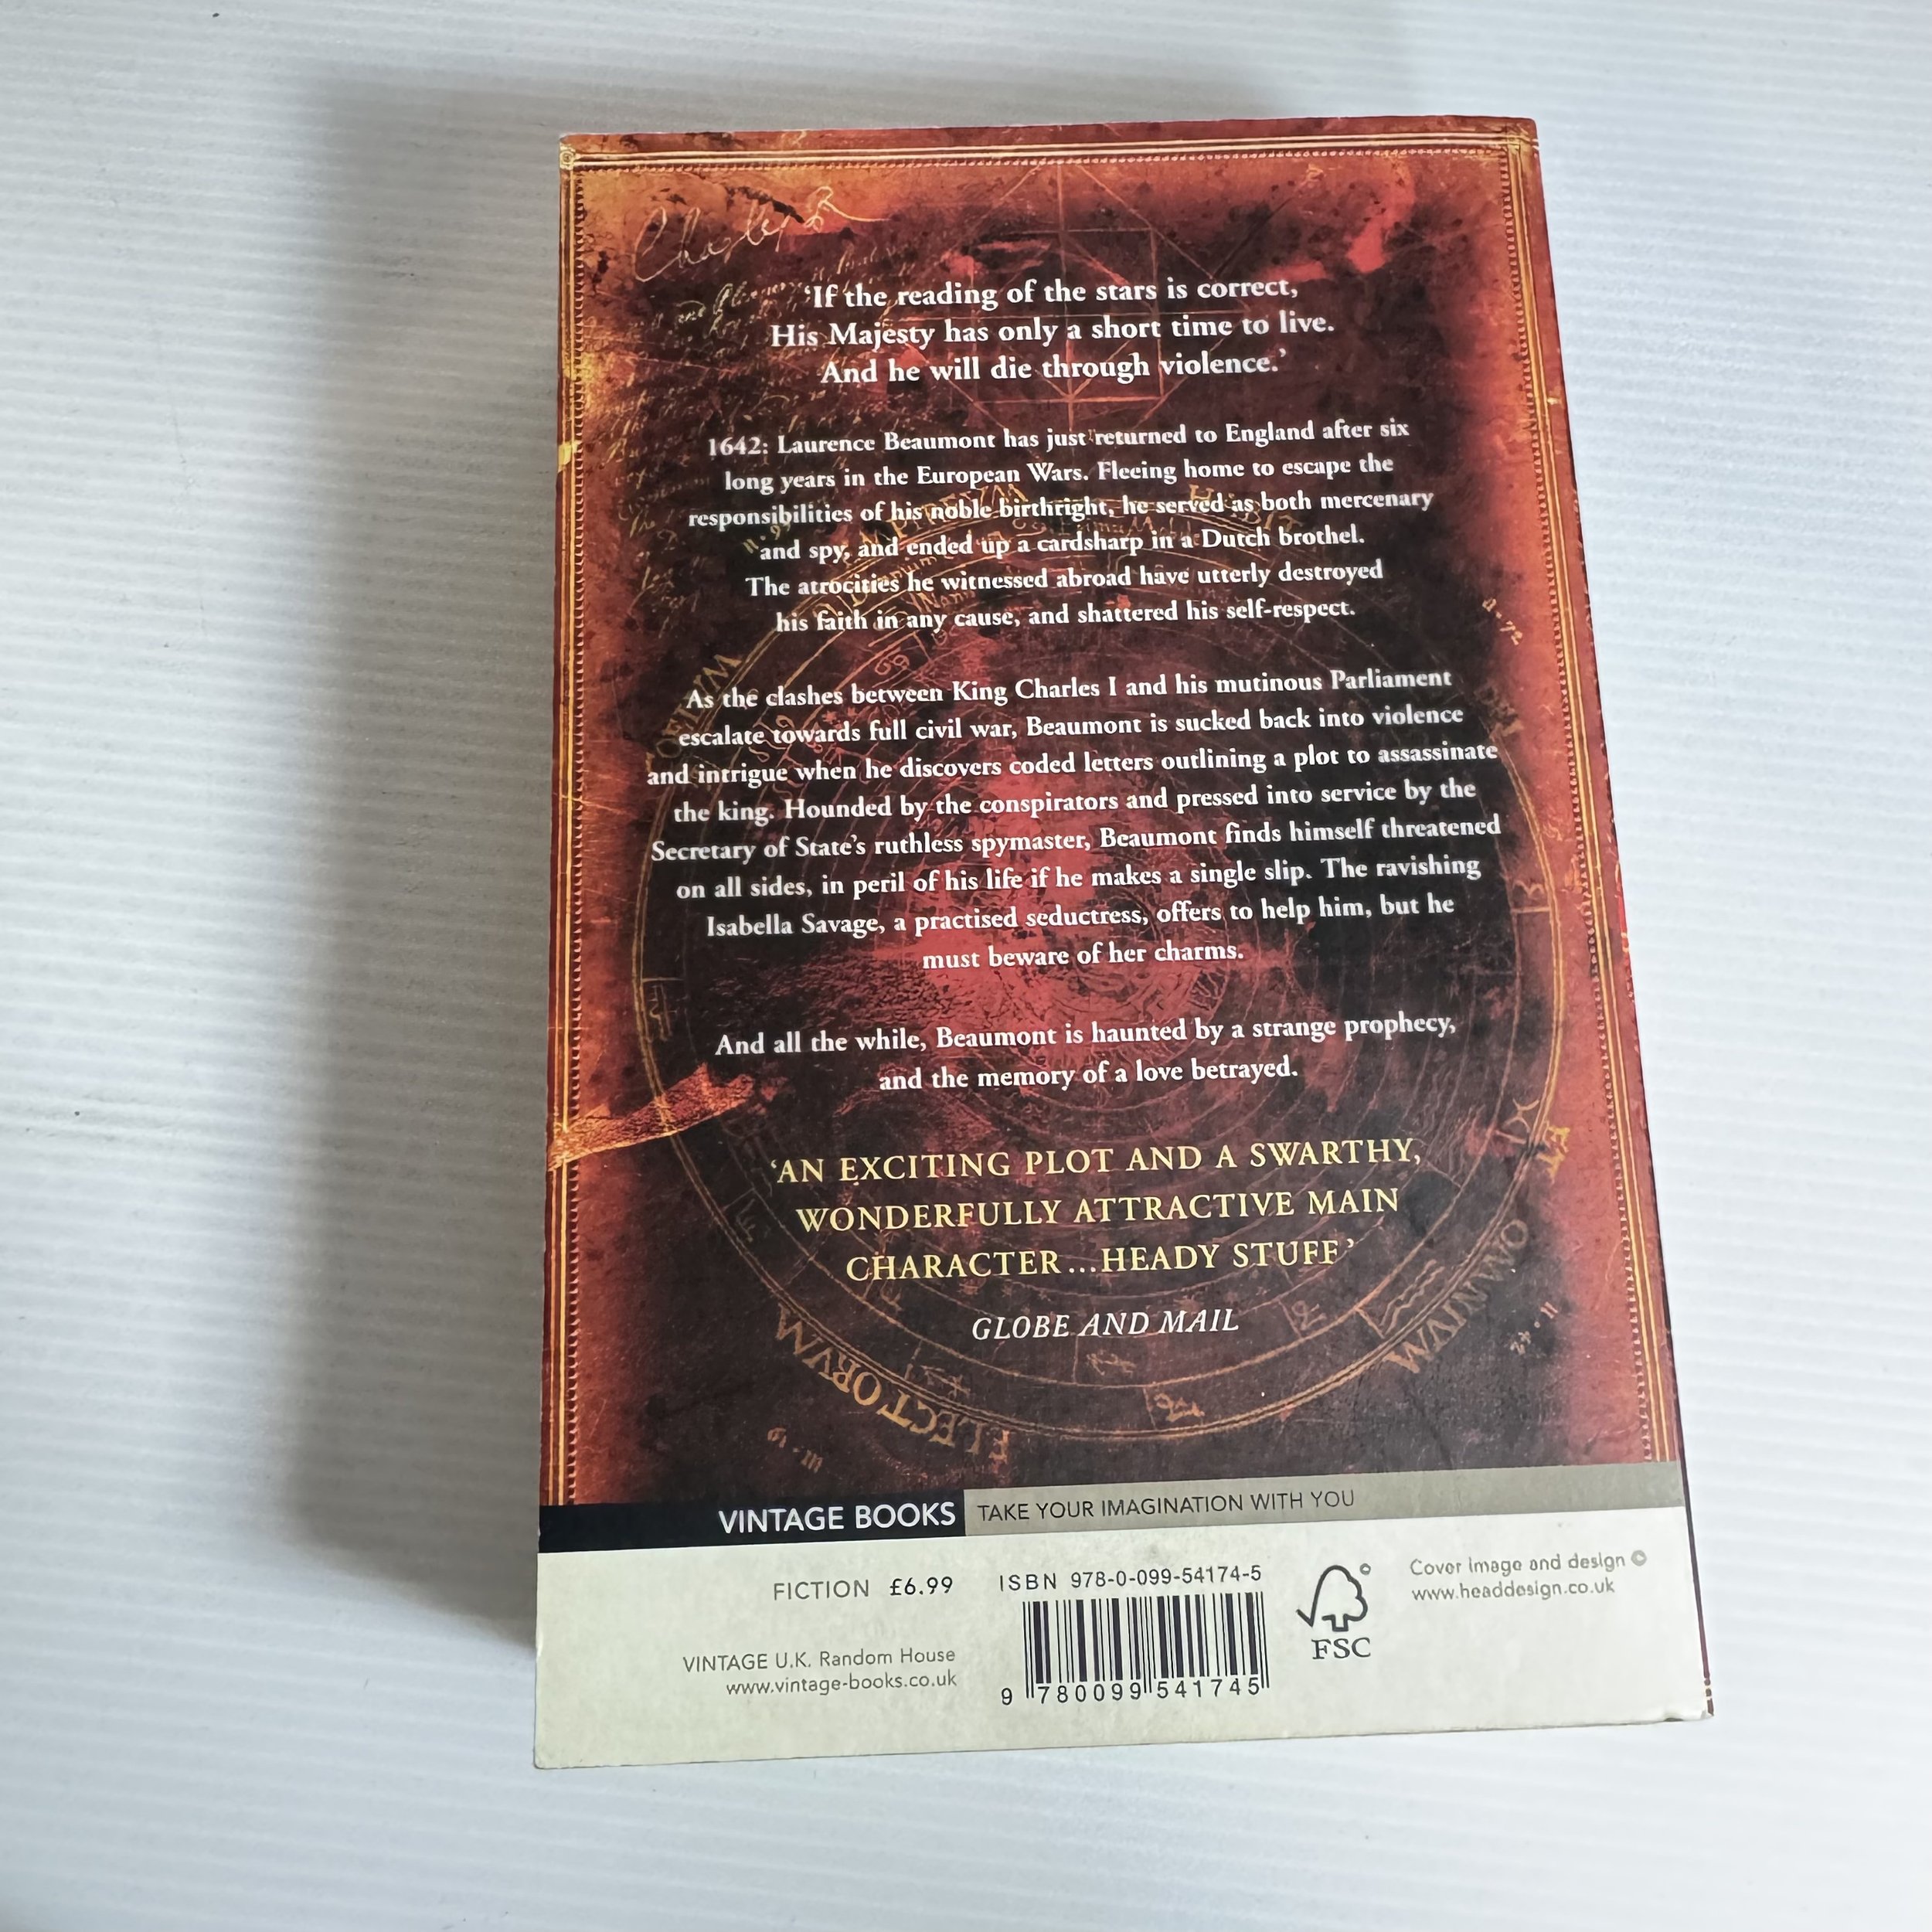 Charles R
‘If the reading of the stars is correct,
His Majesty has only a short time to live.
And he will die through violence.’
1642: Laurence Beaumont has just returned to England after six
long years in the European Wars. Fleeing home to escape the
responsibilities of his noble birthright, he served as both mercenary
and spy, and ended up a cardsharp in a Dutch brothel.
The atrocities he witnessed abroad have utterly destroyed
his faith in any cause, and shattered his self-respect.
As the clashes between King Charles I and his mutinous Parliament
escalate towards full civil war, Beaumont is sucked back into violence
and intrigue when he discovers coded letters outlining a plot to assassinate
the king. Hounded by the conspirators and pressed into service by the
Secretary of State’s ruthless spymaster, Beaumont finds himself threatened
on all sides, in peril of his life if he makes a single slip. The ravishing
Isabella Savage, a practised seductress, offers to help him, but he
must beware of her charms.
And all the while, Beaumont is haunted by a strange prophecy,
and the memory of a love betrayed.
‘AN EXCITING PLOT AND A SWARTHY,
WONDERFULLY ATTRACTIVE MAIN
CHARACTER...HEADY STUFF’
GLOBE AND MAIL
ET
OMNIVM
ELECTORVM
VINTAGE BOOKS TAKE YOUR IMAGINATION WITH YOU
FICTION £6.99
VINTAGE U.K. Random House
www.vintage-books.co.uk
ISBN 978-0-099-54174-5
9 780099 541745
FSC
Cover image and design ©
www.headdesign.co.uk